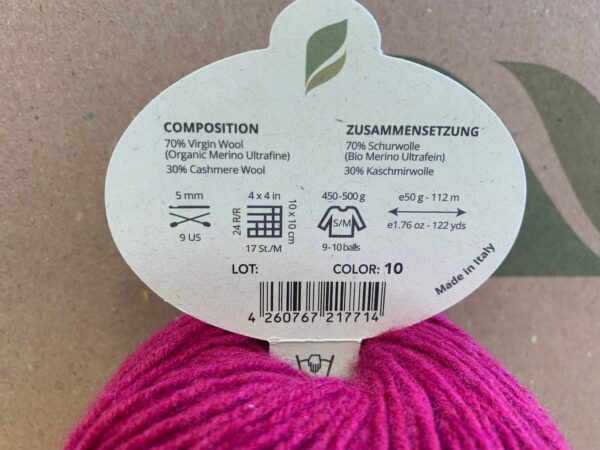 COMPOSITION
70% Virgin Wool
(Organic Merino Ultrafine)
30% Cashmere Wool
ZUSAMMENSETZUNG
70% Schurwolle
(Bio Merino Ultrafein)
30% Kaschmirwolle
5 mm
9 US
4 x 4 in
24 R/R
10 x 10 cm
17 St./M
450-500 g
S/M
9-10 balls
e50 g - 112 m
e1.76 oz - 122 yds
LOT:
COLOR: 10
Made in Italy
4 260767 217714